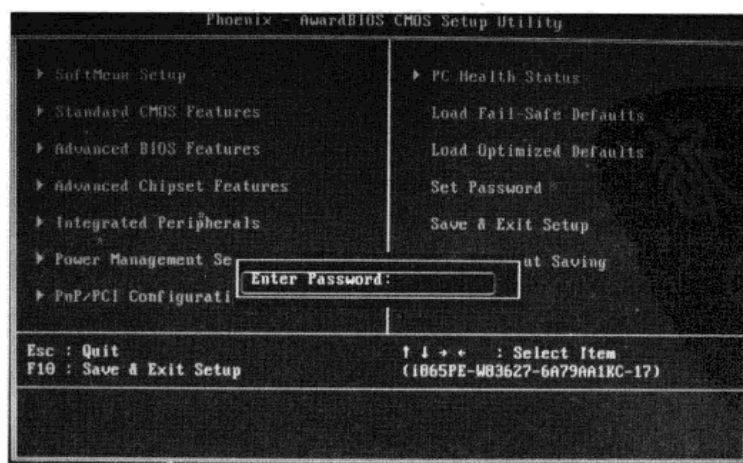 Phoenix - AwardBIOS CMOS Setup Utility
SoftMenu Setup
Standard CMOS Features
Advanced BIOS Features
Advanced Chipset Features
Integrated Peripherals
Power Management Se
PnP/PCI Configurati
PC Health Status
Load Fail-Safe Defaults
Load Optimized Defaults
Set Password
Save & Exit Setup
ut Saving
Enter Password:
Esc : Quit
F10 : Save & Exit Setup
↑ ↓ → ← : Select Item
(i865PE-W83627-6A79AA1KC-17)